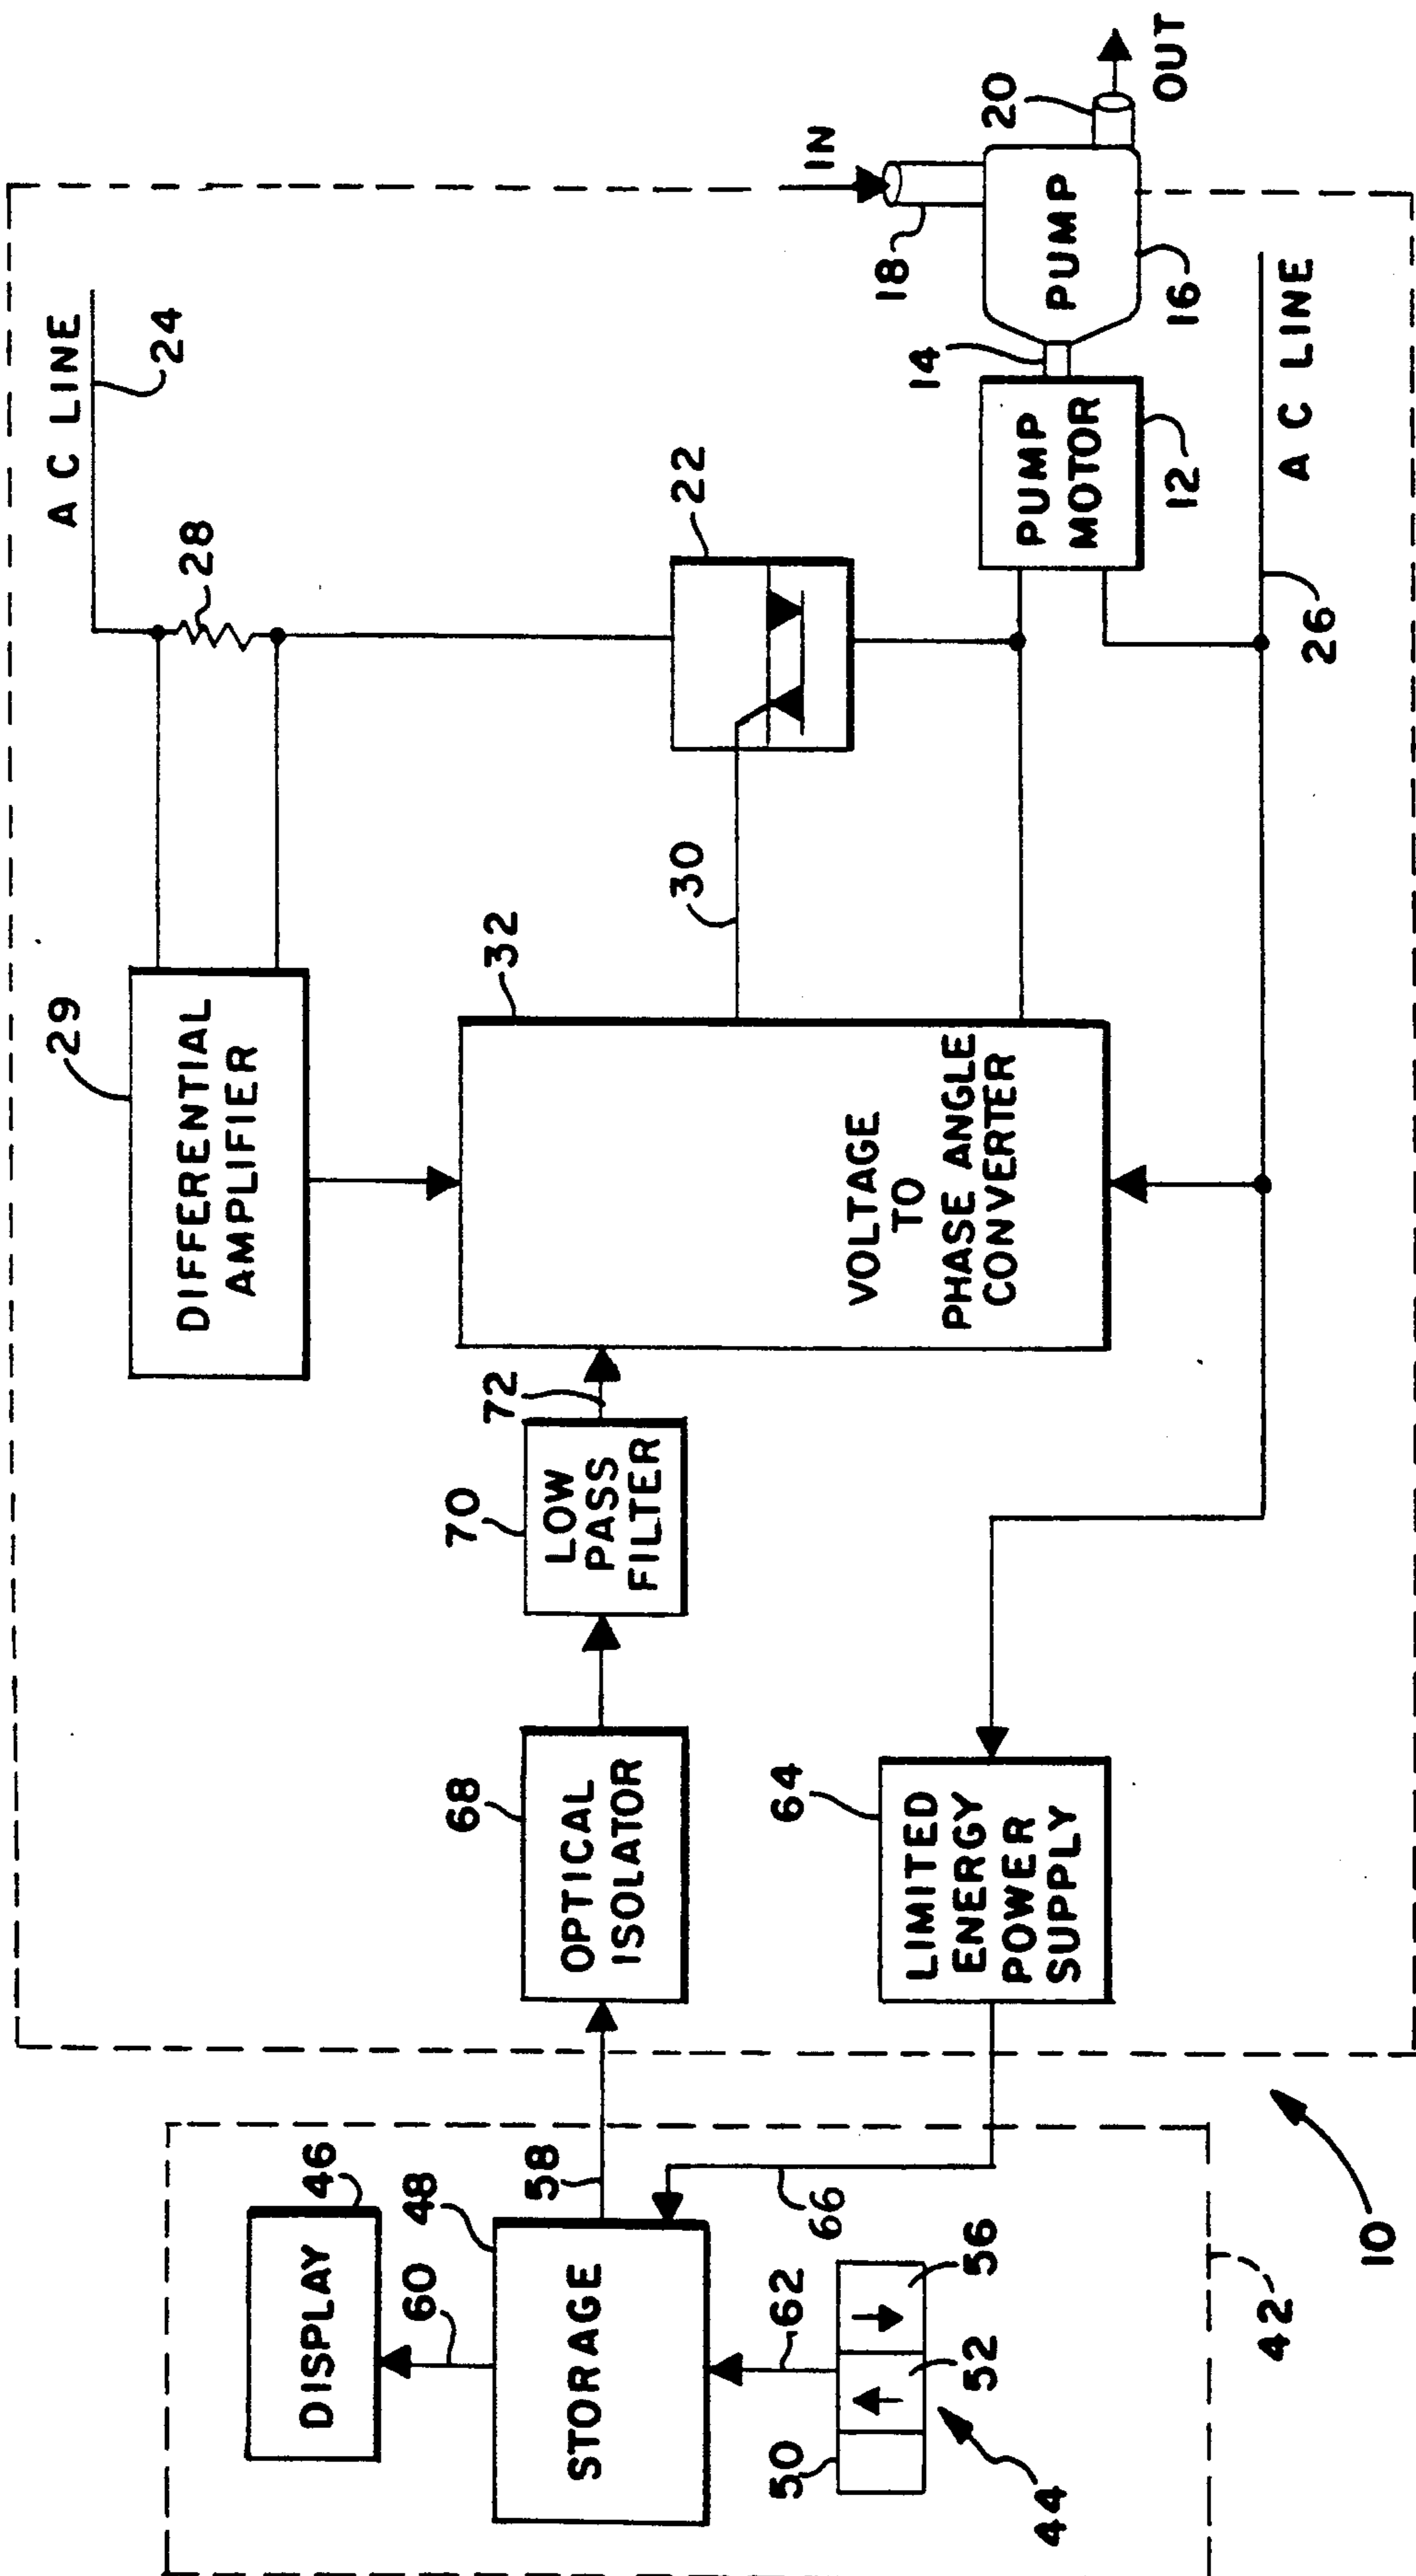 A C LINE
24
28
29
DIFFERENTIAL
AMPLIFIER
22
30
32
VOLTAGE
TO
PHASE ANGLE
CONVERTER
IN
18
20
OUT
PUMP
16
14
PUMP
MOTOR
12
A C LINE
26
72
70
LOW
PASS
FILTER
68
OPTICAL
ISOLATOR
64
LIMITED
ENERGY
POWER
SUPPLY
46
DISPLAY
60
48
STORAGE
58
66
62
50
52
56
44
42
10